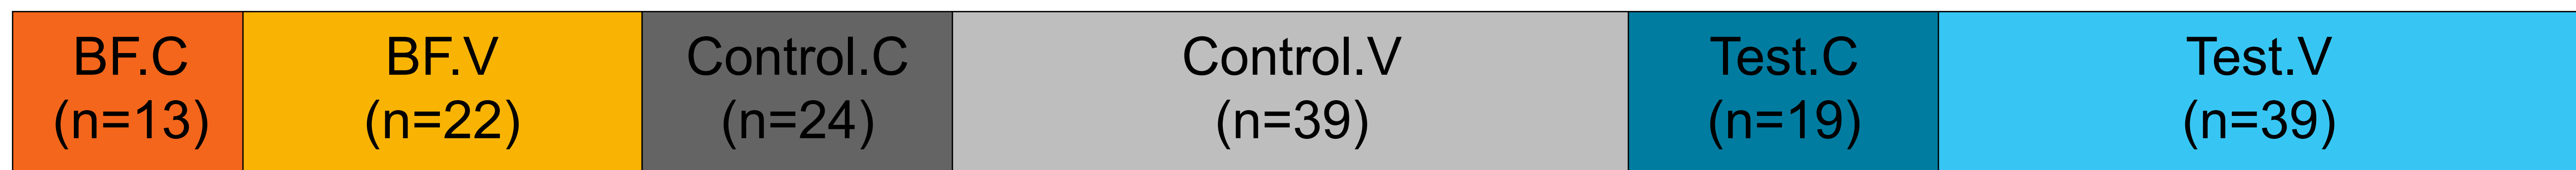 BF.C BF.V Control.C Control.V Test.C Test.V
(n=13) (n=22) (n=24) (n=39) (n=19) (n=39)